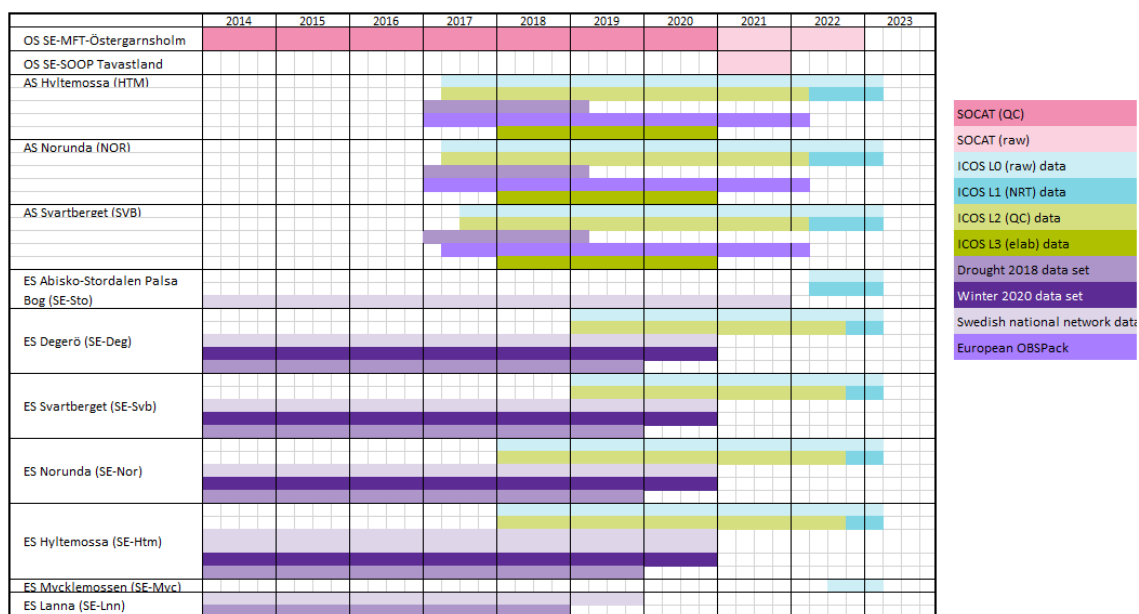 2014 2015 2016 2017 2018 2019 2020 2021 2022 2023
OS SE-MFT-Östergarnsholm
OS SE-SOOP Tavastland
AS Hyltemossa (HTM)
AS Norunda (NOR)
AS Svartberget (SVB)
ES Abisko-Stordalen Palsa
Bog (SE-Sto)
ES Degerö (SE-Deg)
ES Svartberget (SE-Svb)
ES Norunda (SE-Nor)
ES Hyltemossa (SE-Htm)
ES Mycklemossen (SE-Myc)
ES Lanna (SE-Lnn)
SOCAT (QC)
SOCAT (raw)
ICOS L0 (raw) data
ICOS L1 (NRT) data
ICOS L2 (QC) data
ICOS L3 (elab) data
Drought 2018 data set
Winter 2020 data set
Swedish national network data
European OBSPack